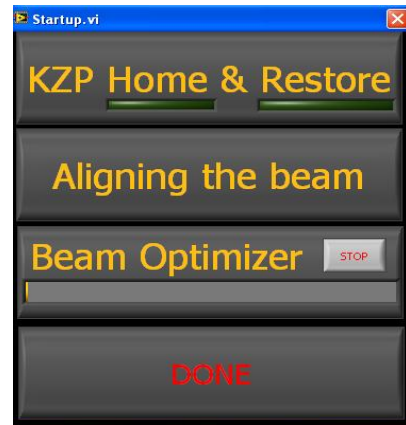 Startup.vi
KZP Home & Restore
Aligning the beam
Beam Optimizer
STOP
DONE